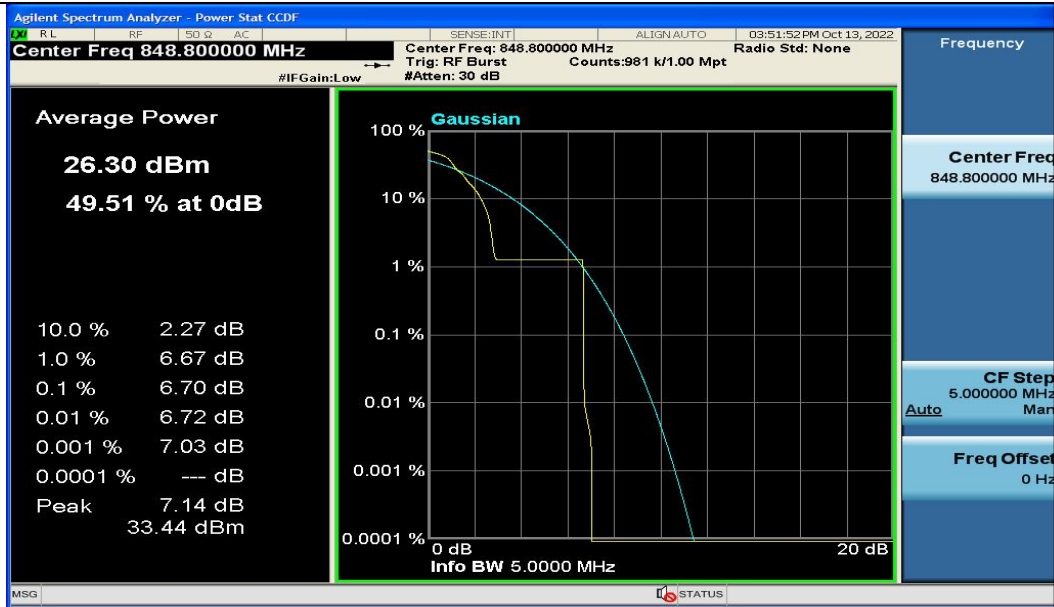 Agilent Spectrum Analyzer - Power Stat CCDF
LXI RL RF 50 Ω AC SENSE:INT ALIGN AUTO 03:51:52 PM Oct 13, 2022
Center Freq 848.800000 MHz
Center Freq: 848.800000 MHz Radio Std: None
Trig: RF Burst Counts:981 k/1.00 Mpt
#IFGain:Low #Atten: 30 dB
Average Power
26.30 dBm
49.51 % at 0dB
10.0 % 2.27 dB
1.0 % 6.67 dB
0.1 % 6.70 dB
0.01 % 6.72 dB
0.001 % 7.03 dB
0.0001 % --- dB
Peak 7.14 dB
33.44 dBm
Gaussian
100 %
10 %
1 %
0.1 %
0.01 %
0.001 %
0.0001 %
0 dB 20 dB
Info BW 5.0000 MHz
Frequency
Center Freq
848.800000 MHz
CF Step
5.000000 MHz
Auto Man
Freq Offset
0 Hz
MSG STATUS